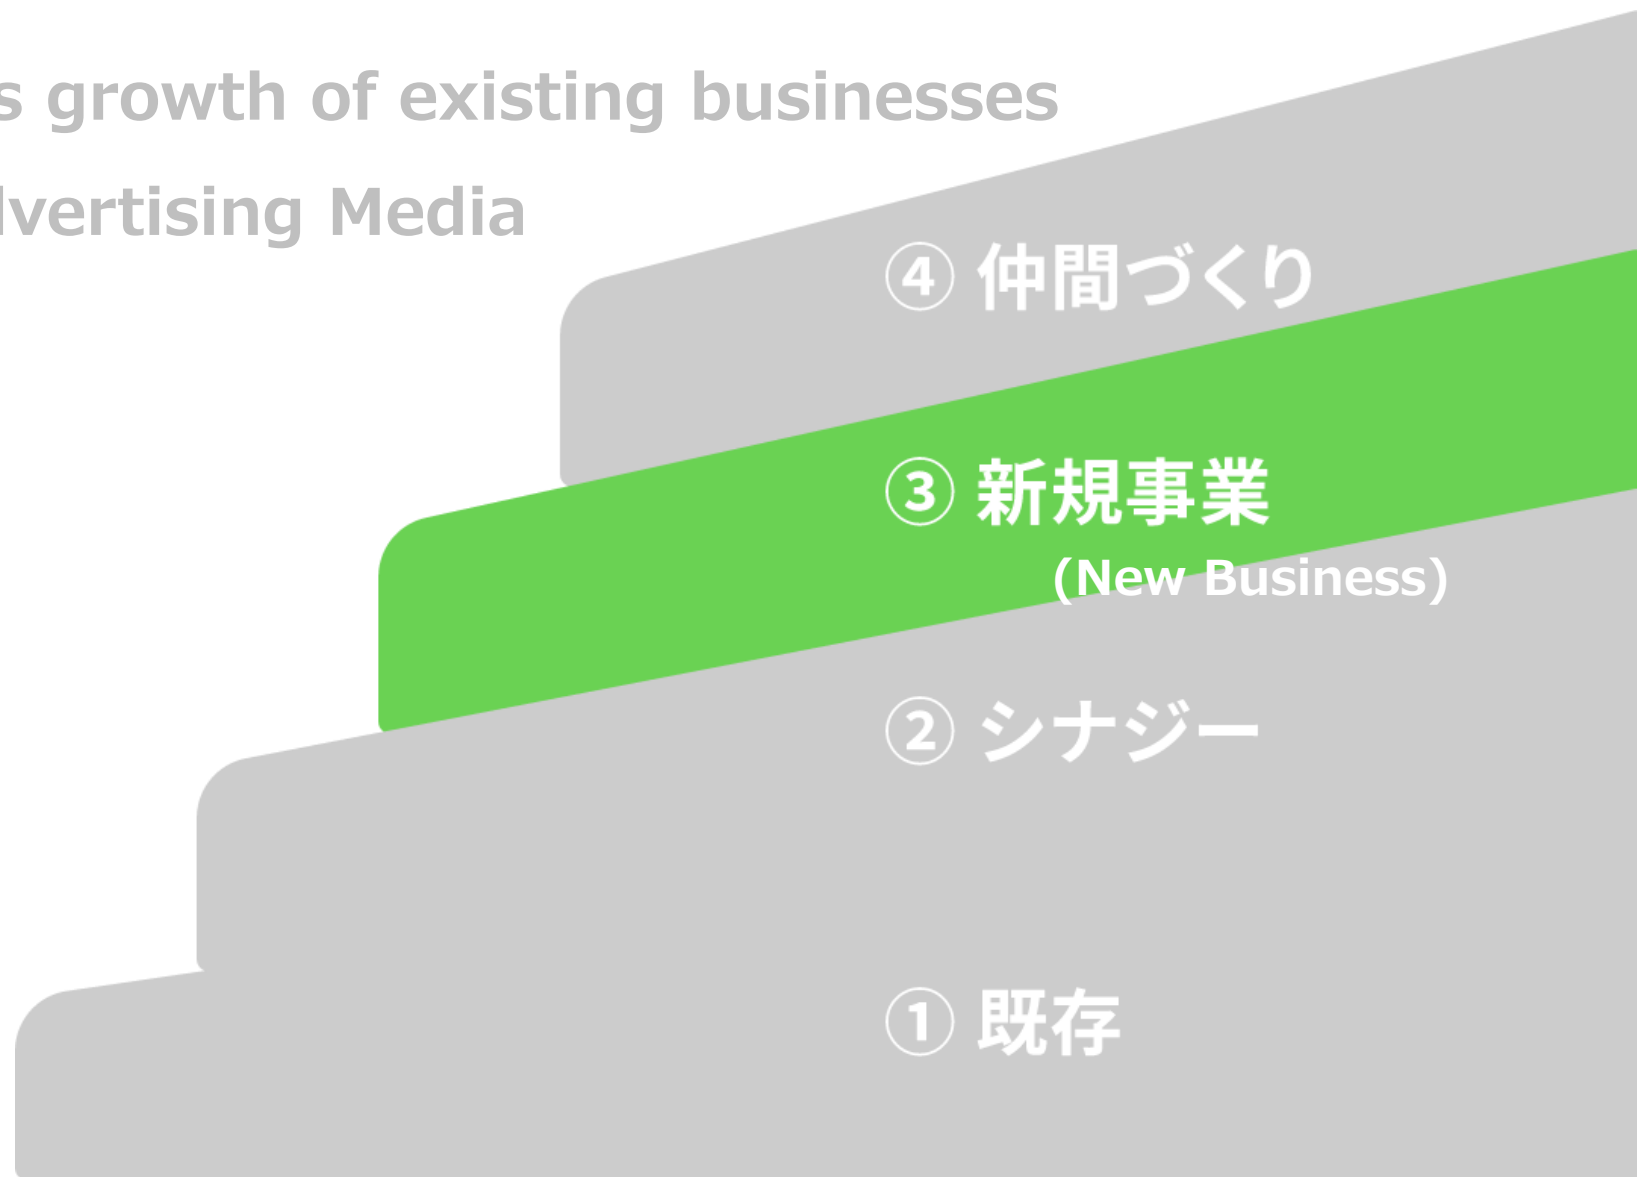 s growth of existing businesses
vertising Media
④ 仲間づくり
③ 新規事業
(New Business)
② シナジー
① 既存